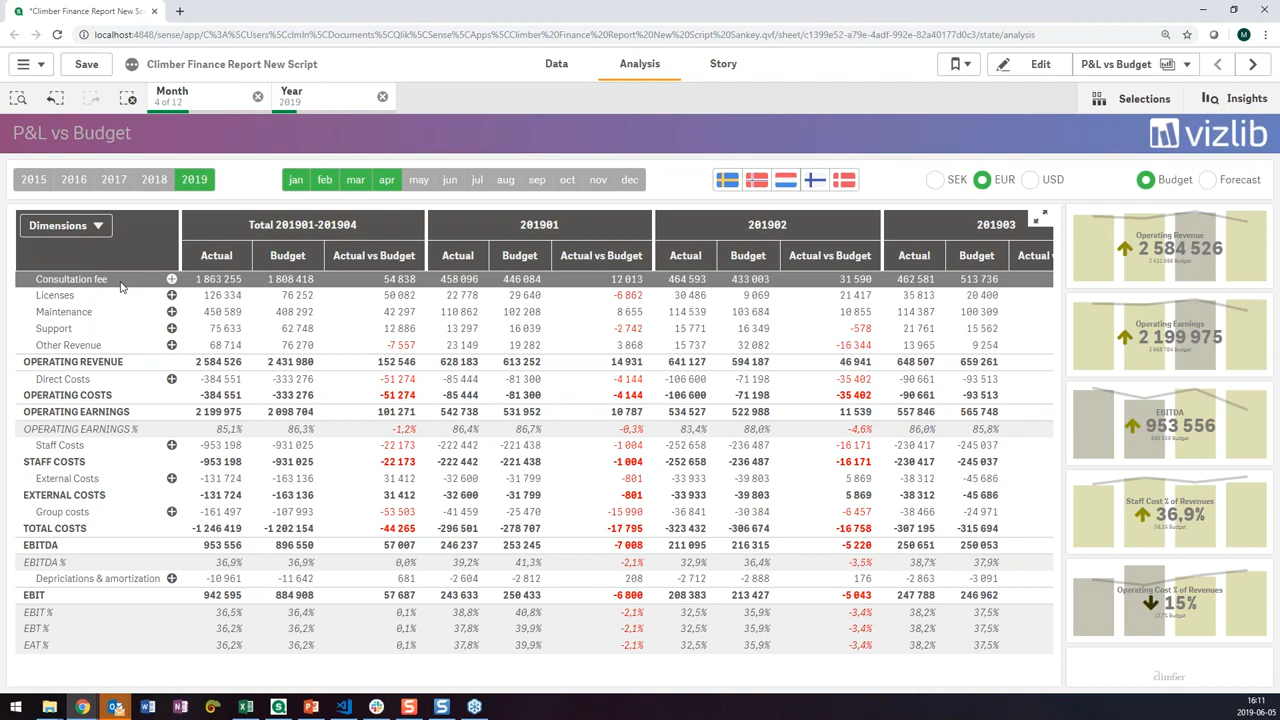 *Climber Finance Report New Scr
localhost:4848/sense/app/C%3A%5CUsers%5Cclmln%5CDocuments%5CQlik%5CSense%5CApps%5CClimber%20Finance%20Report%20New%20Script%20Sankey.qvf/sheet/c1399e52-a79e-4adf-992e-82a40177d0c3/state/analysis
M
Save
Climber Finance Report New Script
Data
Analysis
Story
Edit
P&L vs Budget
Month
4 of 12
Year
2019
Selections
Insights
P&L vs Budget
vizlib
2015 2016 2017 2018 2019
jan feb mar apr may jun jul aug sep oct nov dec
SEK EUR USD
Budget Forecast
Dimensions
Total 201901-201904 201901 201902 201903
Actual Budget Actual vs Budget Actual Budget Actual vs Budget Actual Budget Actual vs Budget Actual Budget Actual v
Consultation fee 1 863 255 1 808 418 54 838 458 096 446 084 12 013 464 593 433 003 31 590 462 581 513 736
Licenses 126 334 76 252 50 082 22 778 29 640 -6 862 30 486 9 069 21 417 35 813 20 400
Maintenance 450 589 408 292 42 297 110 862 102 208 8 655 114 539 103 684 10 855 114 387 100 309
Support 75 633 62 748 12 886 13 297 16 039 -2 742 15 771 16 349 -578 21 761 15 562
Other Revenue 68 714 76 270 -7 557 23 149 19 282 3 868 15 737 32 082 -16 344 13 965 9 254
OPERATING REVENUE 2 584 526 2 431 980 152 546 628 183 613 252 14 931 641 127 594 187 46 941 648 507 659 261
Direct Costs -384 551 -333 276 -51 274 -85 444 -81 300 -4 144 -106 600 -71 198 -35 402 -90 661 -93 513
OPERATING COSTS -384 551 -333 276 -51 274 -85 444 -81 300 -4 144 -106 600 -71 198 -35 402 -90 661 -93 513
OPERATING EARNINGS 2 199 975 2 098 704 101 271 542 738 531 952 10 787 534 527 522 988 11 539 557 846 565 748
OPERATING EARNINGS % 85,1% 86,3% -1,2% 86,4% 86,7% -0,3% 83,4% 88,0% -4,6% 86,0% 85,8%
Staff Costs -953 198 -931 025 -22 173 -222 442 -221 438 -1 004 -252 658 -236 487 -16 171 -230 417 -245 037
STAFF COSTS -953 198 -931 025 -22 173 -222 442 -221 438 -1 004 -252 658 -236 487 -16 171 -230 417 -245 037
External Costs -131 724 -163 136 31 412 -32 600 -31 799 -801 -33 933 -39 803 5 869 -38 312 -45 686
EXTERNAL COSTS -131 724 -163 136 31 412 -32 600 -31 799 -801 -33 933 -39 803 5 869 -38 312 -45 686
Group costs -161 497 -107 993 -53 503 -41 459 -25 470 -15 990 -36 841 -30 384 -6 457 -38 466 -24 971
TOTAL COSTS -1 246 419 -1 202 154 -44 265 -296 501 -278 707 -17 795 -323 432 -306 674 -16 758 -307 195 -315 694
EBITDA 953 556 896 550 57 007 246 237 253 245 -7 008 211 095 216 315 -5 220 250 651 250 053
EBITDA % 36,9% 36,9% 0,0% 39,2% 41,3% -2,1% 32,9% 36,4% -3,5% 38,7% 37,9%
Depriciations & amortization -10 961 -11 642 681 -2 604 -2 812 208 -2 712 -2 888 176 -2 863 -3 091
EBIT 942 595 884 908 57 687 243 633 250 433 -6 800 208 383 213 427 -5 043 247 788 246 962
EBIT % 36,5% 36,4% 0,1% 38,8% 40,8% -2,1% 32,5% 35,9% -3,4% 38,2% 37,5%
EBT % 36,2% 36,2% 0,1% 37,8% 39,9% -2,1% 32,5% 35,9% -3,4% 38,2% 37,5%
EAT % 36,2% 36,2% 0,1% 37,8% 39,9% -2,1% 32,5% 35,9% -3,4% 38,2% 37,5%
Operating Revenue
2 584 526
Operating Earnings
2 199 975
EBITDA
953 556
Staff Cost % of Revenues
36,9%
Operating Cost % of Revenues
15%
climber
16:11
2019-06-05